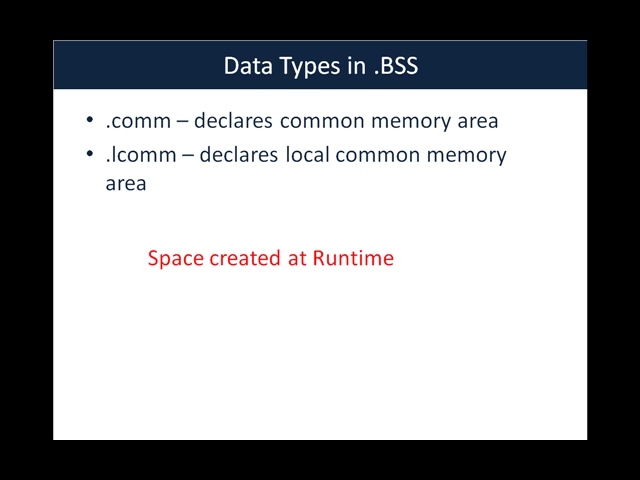 Data Types in .BSS
• .comm – declares common memory area
• .lcomm – declares local common memory
area
Space created at Runtime